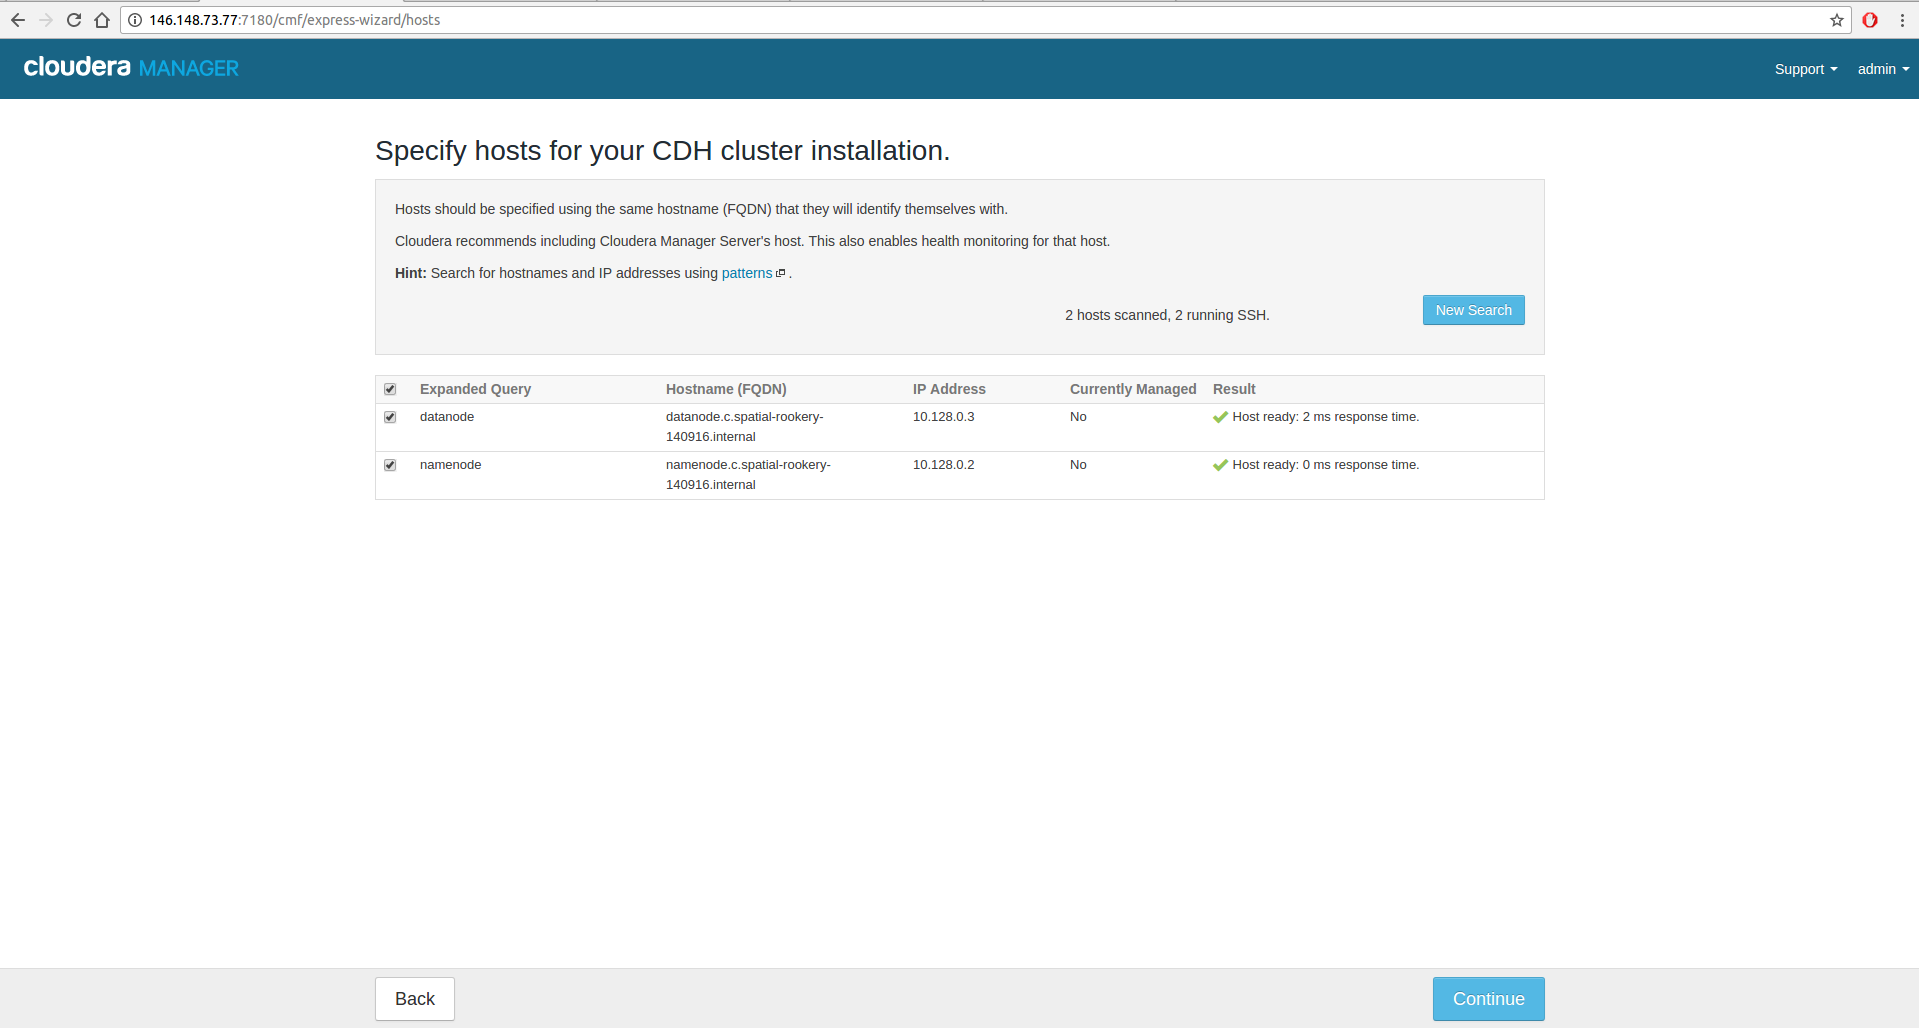 146.148.73.77:7180/cmf/express-wizard/hosts
cloudera MANAGER
Support admin
Specify hosts for your CDH cluster installation.
Hosts should be specified using the same hostname (FQDN) that they will identify themselves with.
Cloudera recommends including Cloudera Manager Server's host. This also enables health monitoring for that host.
Hint: Search for hostnames and IP addresses using patterns .
2 hosts scanned, 2 running SSH.
New Search
Expanded Query Hostname (FQDN) IP Address Currently Managed Result
datanode datanode.c.spatial-rookery- 10.128.0.3 No Host ready: 2 ms response time.
140916.internal
namenode namenode.c.spatial-rookery- 10.128.0.2 No Host ready: 0 ms response time.
140916.internal
Back Continue